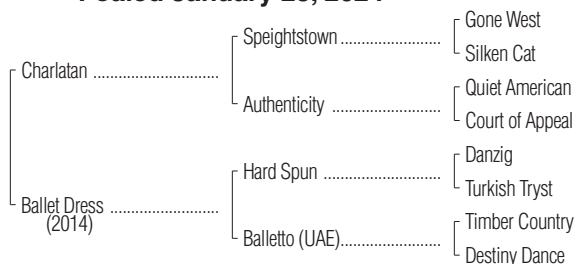 January
Gone West
Speightstown
Silken Cat
Charlatan
Quiet American
Authenticity
Court of Appeal
Danzig
Hard Spun
Turkish Tryst
Ballet Dress
(2014)
Timber Country
Balletto (UAE)
Destiny Dance